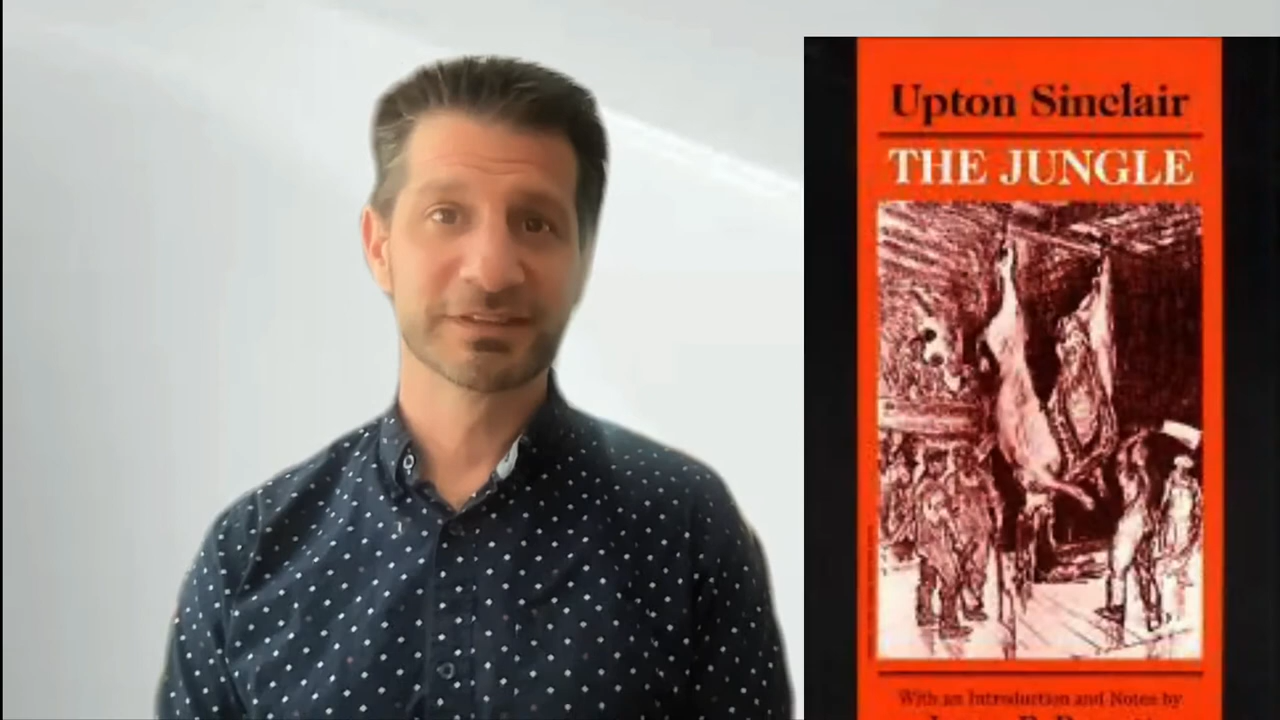 Upton Sinclair
THE JUNGLE
With an Introduction and Notes by